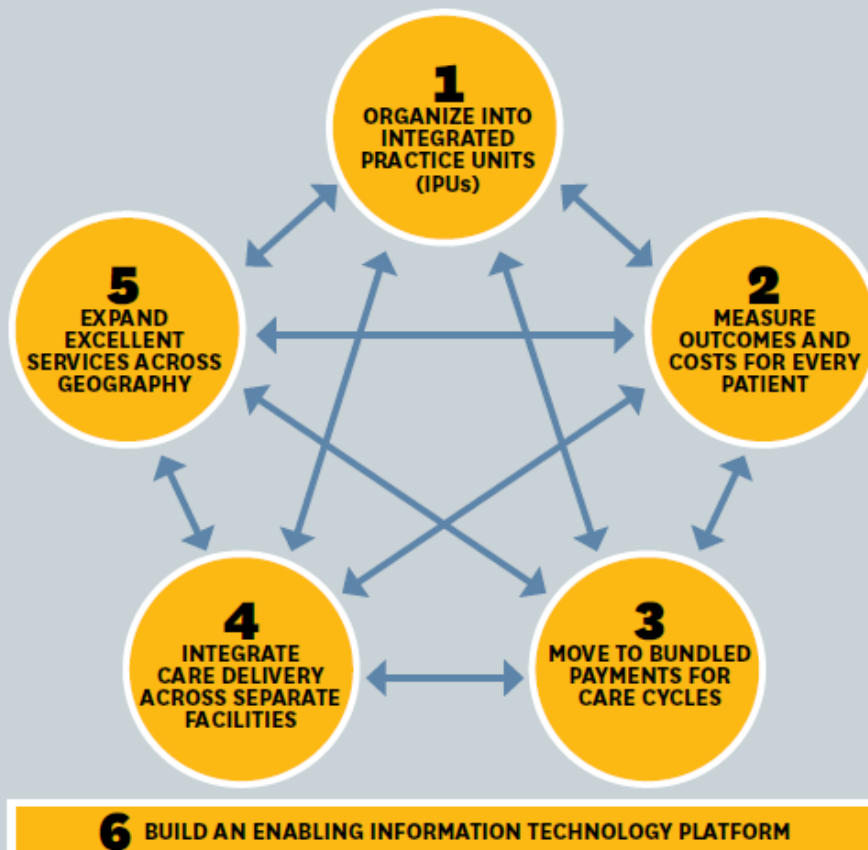 1
ORGANIZE INTO
INTEGRATED
PRACTICE UNITS
(IPUs)
2
MEASURE
OUTCOMES AND
COSTS FOR EVERY
PATIENT
3
MOVE TO BUNDLED
PAYMENTS FOR
CARE CYCLES
4
INTEGRATE
CARE DELIVERY
ACROSS SEPARATE
FACILITIES
5
EXPAND
EXCELLENT
SERVICES ACROSS
GEOGRAPHY
6 BUILD AN ENABLING INFORMATION TECHNOLOGY PLATFORM